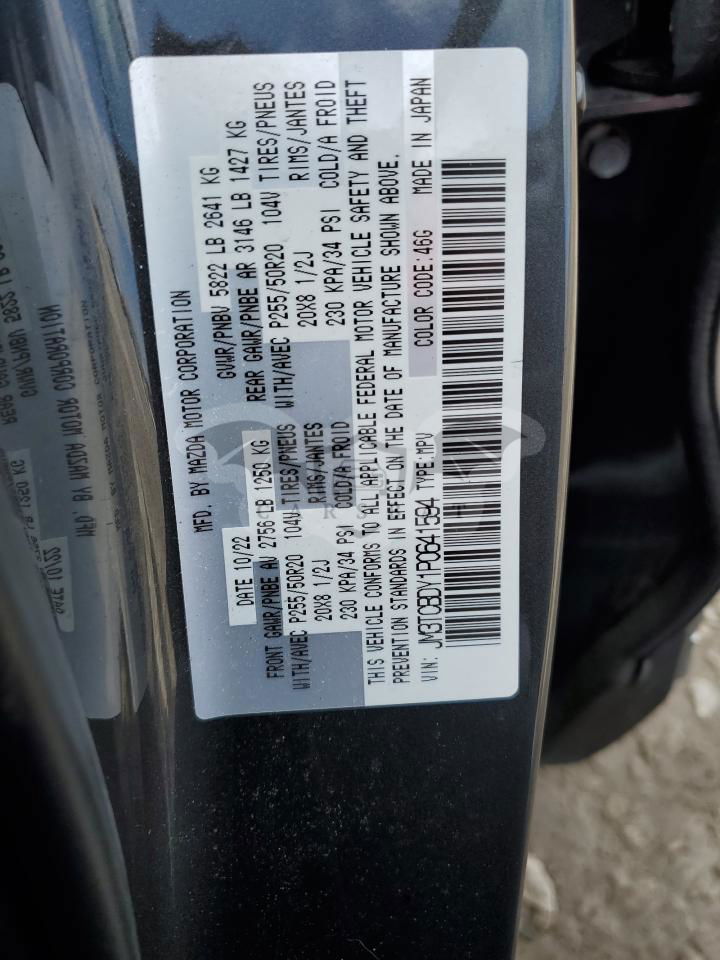 MFD. BY MAZDA MOTOR CORPORATION
DATE 10/22 GVWR/PNBV 5822 LB 2641 KG
FRONT GAWR/PNBE AV 2756 LB 1250 KG REAR GAWR/PNBE AR 3146 LB 1427 KG
WITH/AVEC P255/50R20 104V TIRES/PNEUS WITH/AVEC P255/50R20 104V TIRES/PNEUS
20X8 1/2J RIMS/JANTES 20X8 1/2J RIMS/JANTES
230 KPA/34 PSI COLD/A FROID 230 KPA/34 PSI COLD/A FROID
THIS VEHICLE CONFORMS TO ALL APPLICABLE FEDERAL MOTOR VEHICLE SAFETY AND THEFT
PREVENTION STANDARDS IN EFFECT ON THE DATE OF MANUFACTURE SHOWN ABOVE.
VIN: JM3TCBDY1P0641594 TYPE:MPV COLOR CODE:46G MADE IN JAPAN